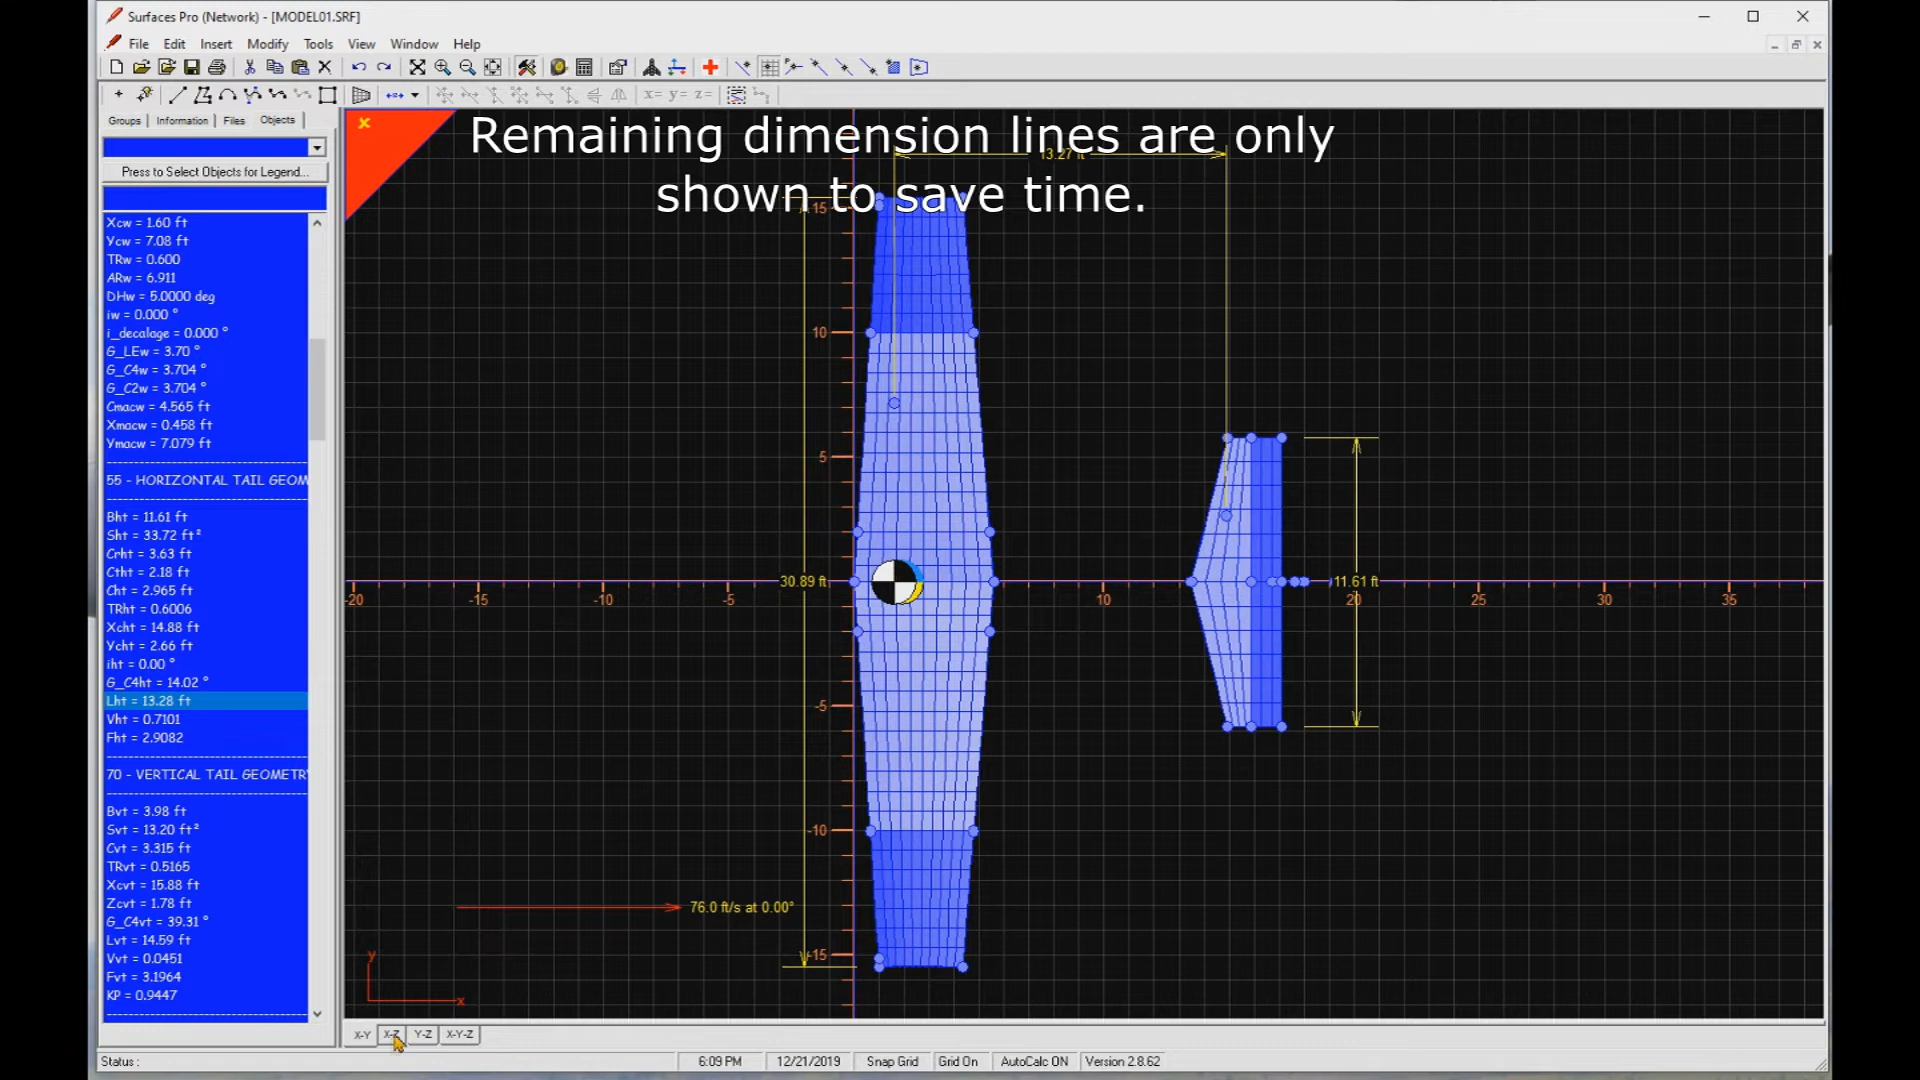 Surfaces Pro (Network) - [MODEL01.SRF]
File Edit Insert Modify Tools View Window Help
x= y= z=
Groups Information Files Objects
Press to Select Objects for Legend...
Xcw = 1.60 ft
Ycw = 7.08 ft
TRw = 0.600
ARw = 6.911
DHw = 5.0000 deg
iw = 0.000 °
i_decalage = 0.000 °
G_LEw = 3.70 °
G_C4w = 3.704 °
G_C2w = 3.704 °
Cmacw = 4.565 ft
Xmacw = 0.458 ft
Ymacw = 7.079 ft
55 - HORIZONTAL TAIL GEOM
Bht = 11.61 ft
Sht = 33.72 ft²
Crht = 3.63 ft
Ctht = 2.18 ft
Cht = 2.965 ft
TRht = 0.6006
Xcht = 14.88 ft
Ycht = 2.66 ft
iht = 0.00 °
G_C4ht = 14.02 °
Lht = 13.28 ft
Vht = 0.7101
Fht = 2.9082
70 - VERTICAL TAIL GEOMETR
Bvt = 3.98 ft
Svt = 13.20 ft²
Cvt = 3.315 ft
TRvt = 0.5165
Xcvt = 15.88 ft
Zcvt = 1.78 ft
G_C4vt = 39.31 °
Lvt = 14.59 ft
Vvt = 0.0451
Fvt = 3.1964
KP = 0.9447
Remaining dimension lines are only
shown to save time.
13.27 ft
15
10
5
30.89 ft
11.61 ft
-20 -15 -10 -5 10 20 25 30 35
-5
-10
76.0 ft/s at 0.00°
-15
y
x
X-Y X-Z Y-Z X-Y-Z
Status : 6:09 PM 12/21/2019 Snap Grid Grid On AutoCalc ON Version 2.8.62